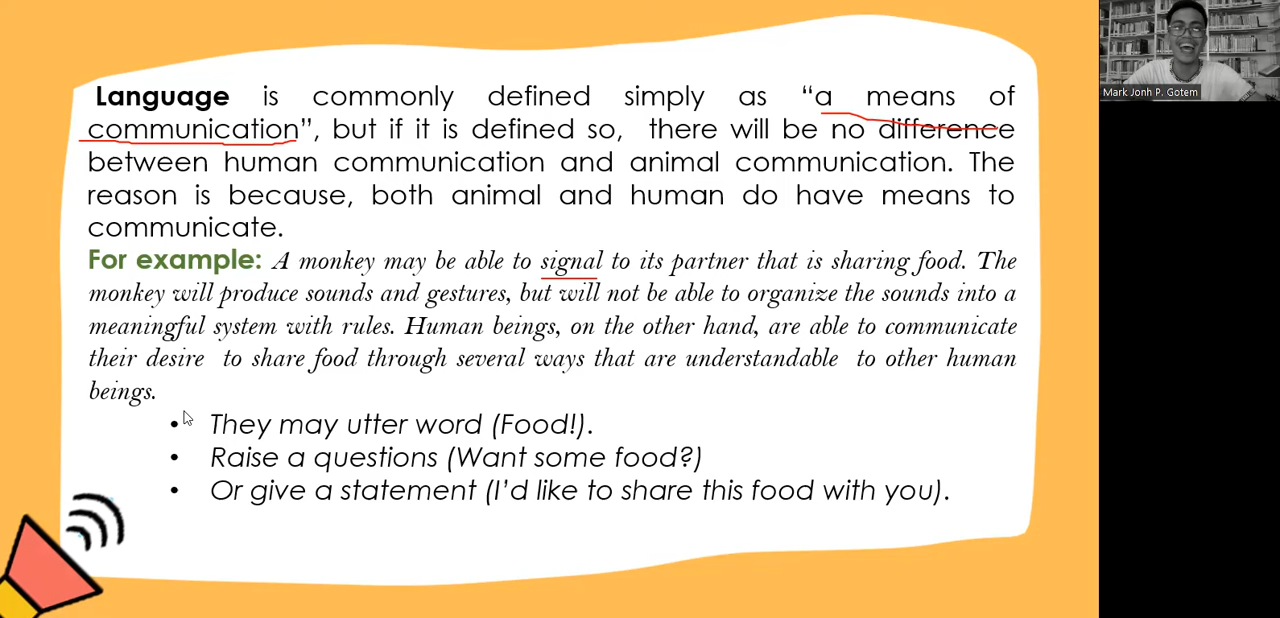 Language is commonly defined simply as “a means of
communication”, but if it is defined so, there will be no difference
between human communication and animal communication. The
reason is because, both animal and human do have means to
communicate.
For example: A monkey may be able to signal to its partner that is sharing food. The
monkey will produce sounds and gestures, but will not be able to organize the sounds into a
meaningful system with rules. Human beings, on the other hand, are able to communicate
their desire to share food through several ways that are understandable to other human
beings.
• They may utter word (Food!).
• Raise a questions (Want some food?)
• Or give a statement (I’d like to share this food with you).
Mark Jonh P. Gotem